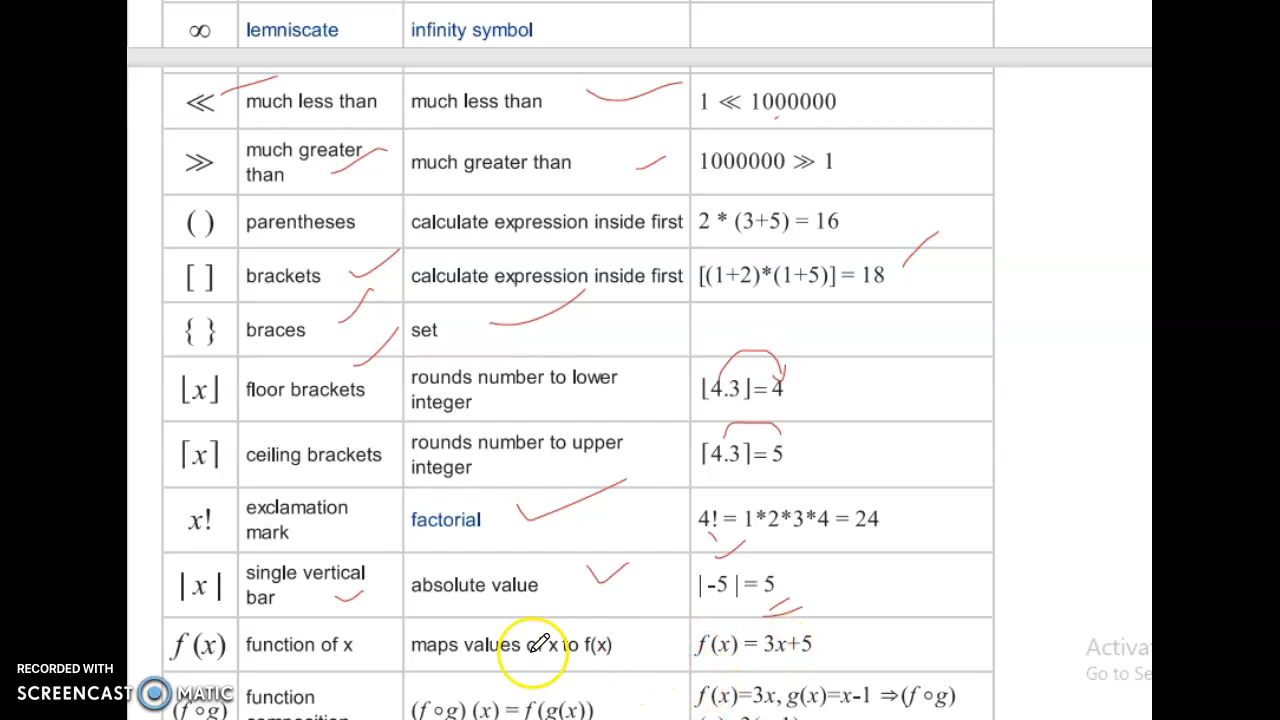 ∞ lemniscate infinity symbol
≪ much less than much less than 1 ≪ 1000000
≫ much greater than much greater than 1000000 ≫ 1
( ) parentheses calculate expression inside first 2 * (3+5) = 16
[ ] brackets calculate expression inside first [(1+2)*(1+5)] = 18
{ } braces set
⌊x⌋ floor brackets rounds number to lower integer ⌊4.3⌋= 4
⌈x⌉ ceiling brackets rounds number to upper integer ⌈4.3⌉= 5
x! exclamation mark factorial 4! = 1*2*3*4 = 24
| x | single vertical bar absolute value | -5 | = 5
f (x) function of x maps values of x to f(x) f (x) = 3x+5
(f ∘g) function (f ∘g) (x) = f (g(x)) f (x)=3x, g(x)=x-1 ⇒(f ∘g)
Activa
Go to Se
RECORDED WITH
SCREENCAST MATIC